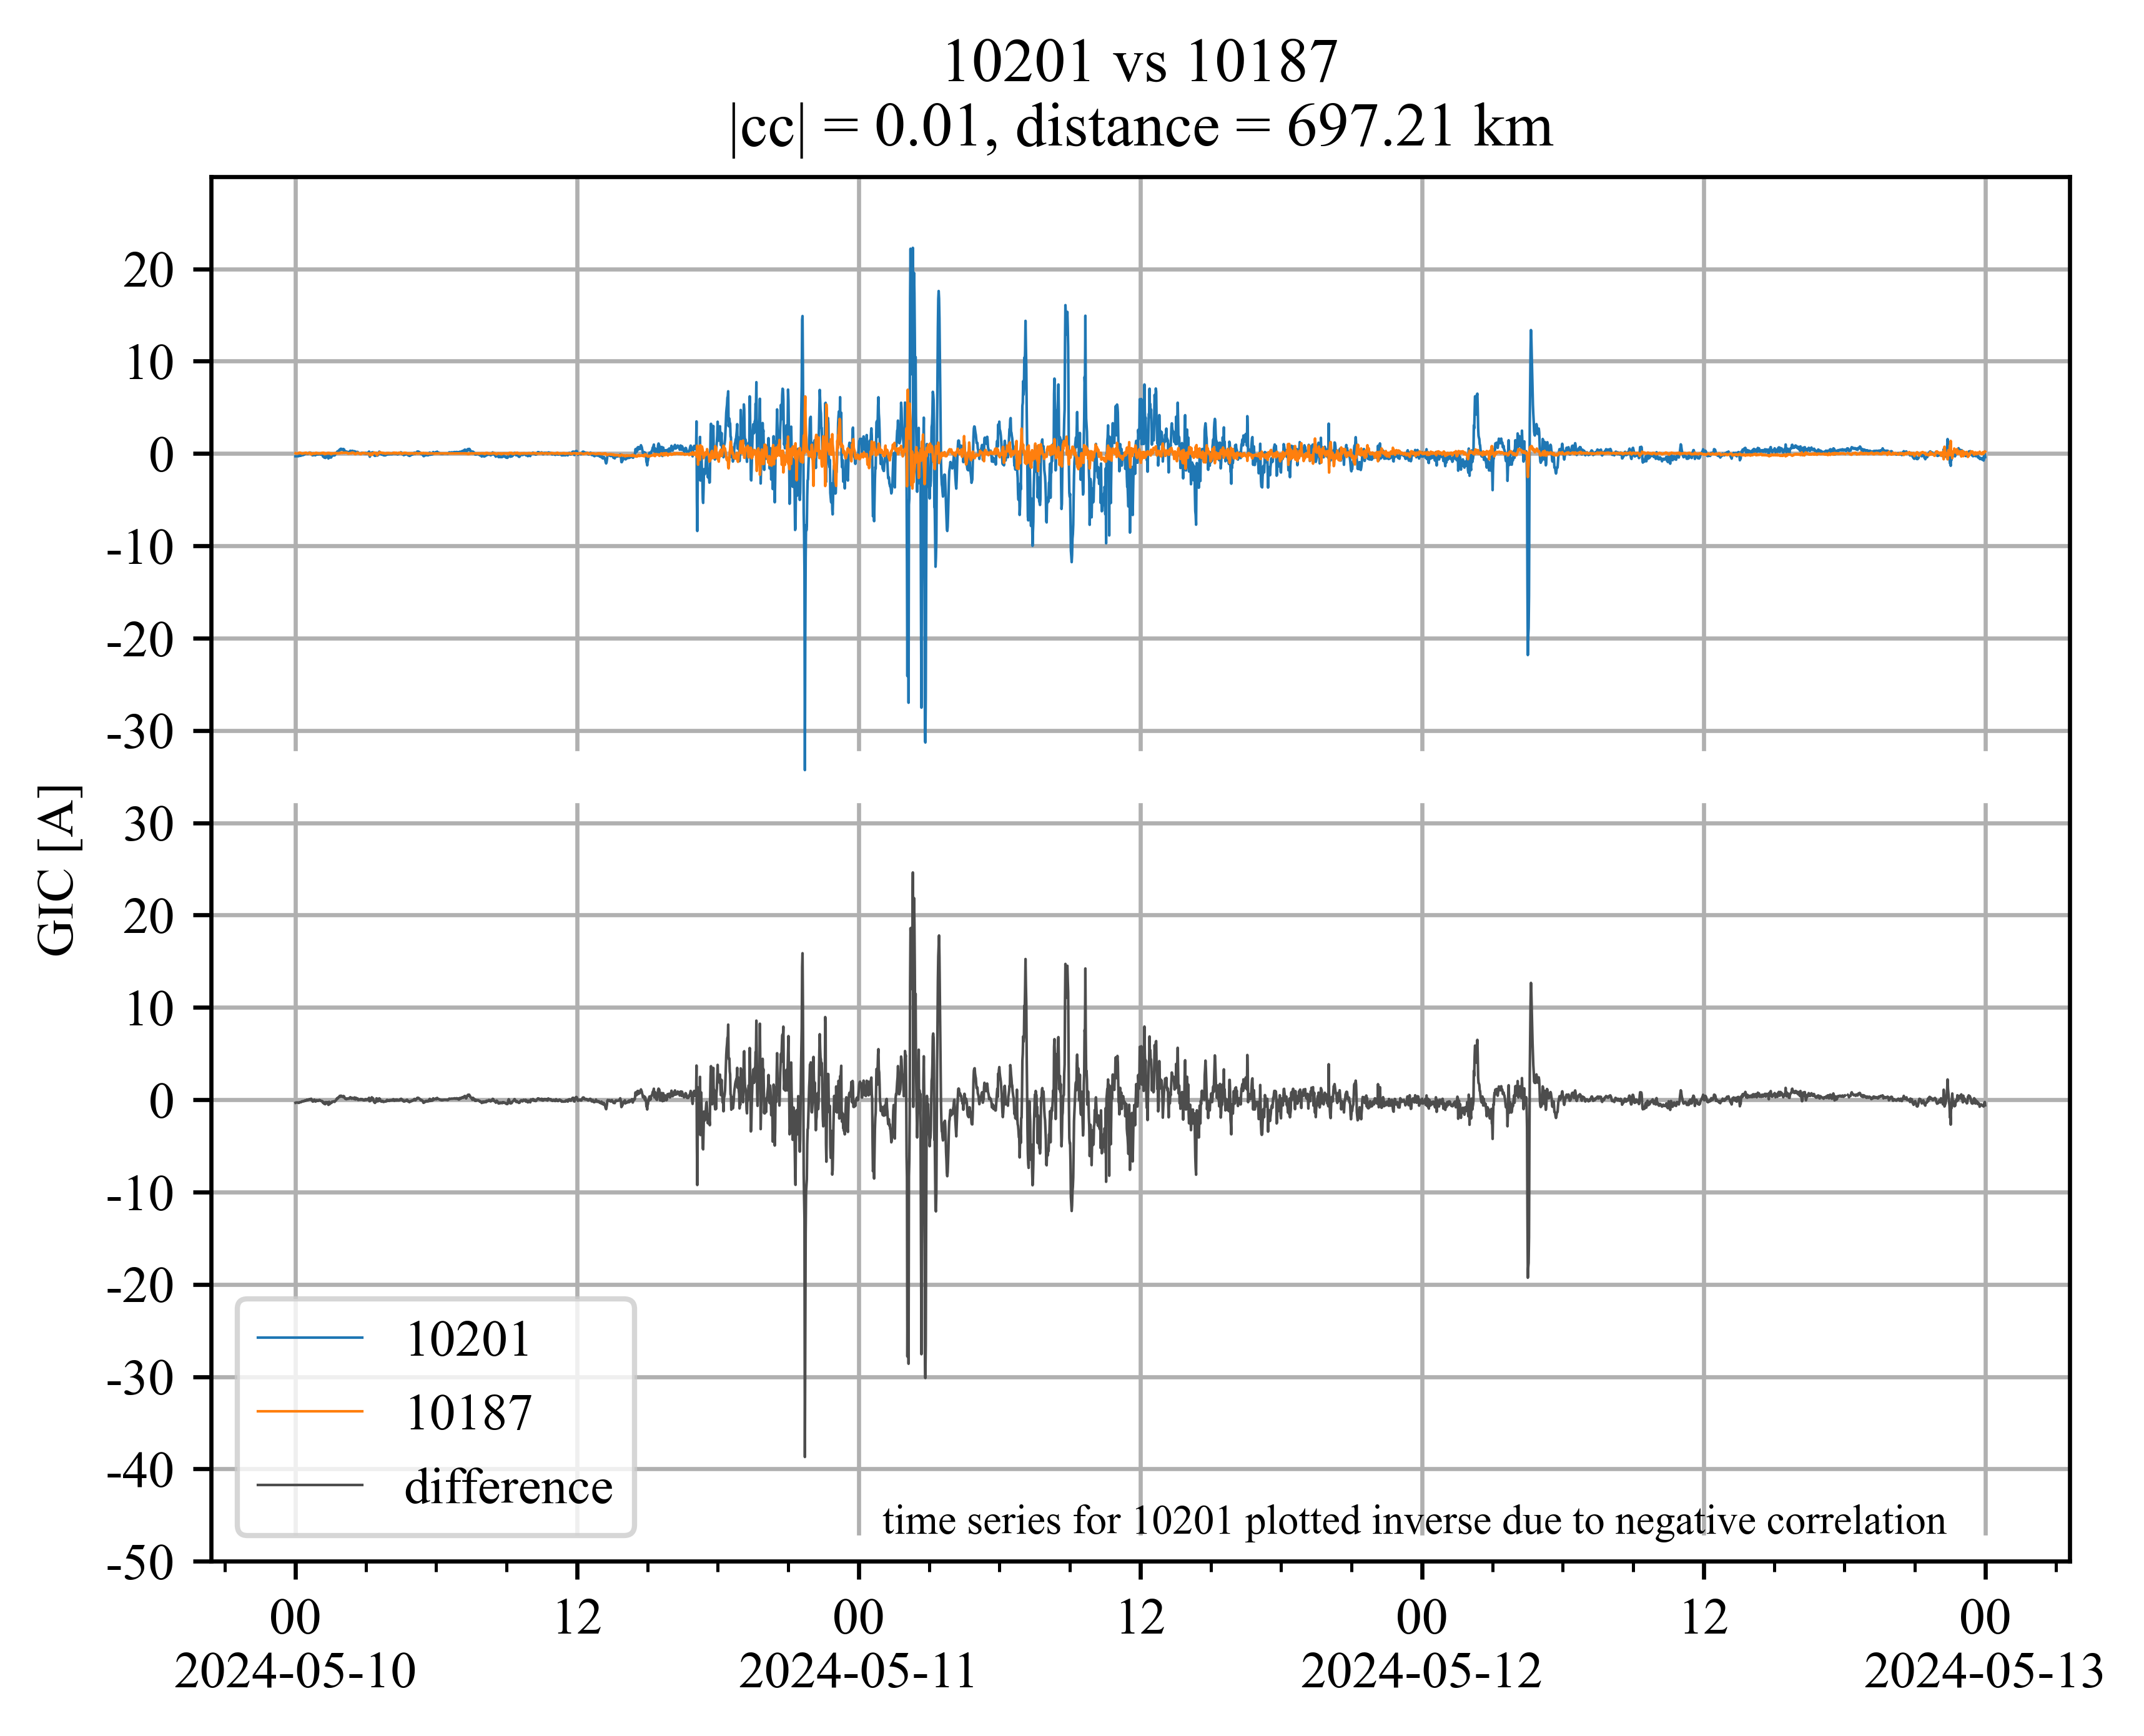 10201 vs 10187
|cc| = 0.01, distance = 697.21 km
GIC [A]
20
10
0
-10
-20
-30
30
20
10
0
-10
-20
-30
-40
-50
10201
10187
difference
time series for 10201 plotted inverse due to negative correlation
00 12 00 12 00 12 00
2024-05-10 2024-05-11 2024-05-12 2024-05-13